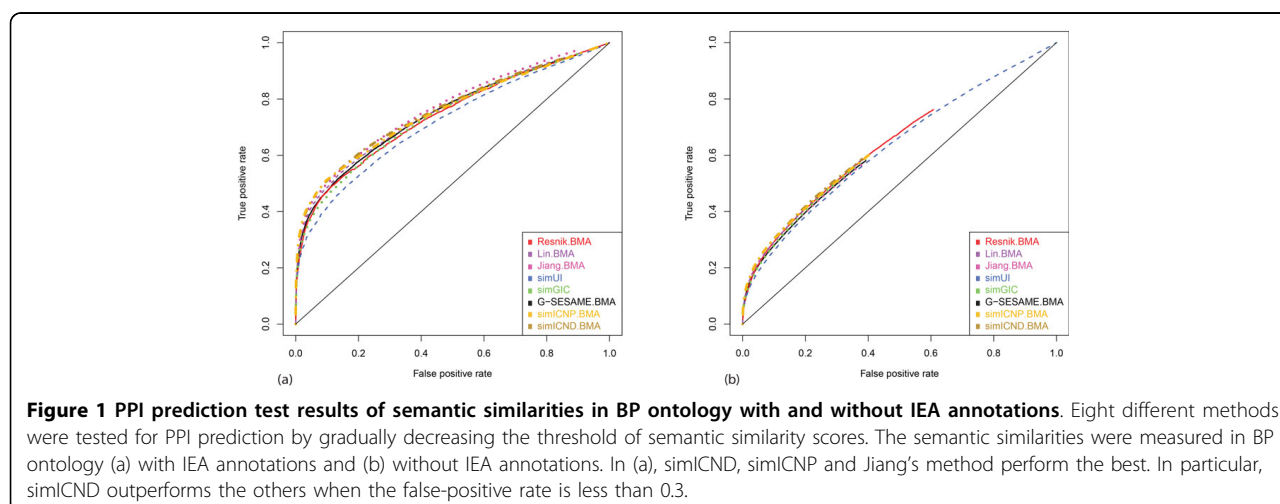 1.0
0.8
0.6
0.4
0.2
0.0
True positive rate
0.0 0.2 0.4 0.6 0.8 1.0
False positive rate
(a)
Resnik.BMA
Lin.BMA
Jiang.BMA
simUI
simGIC
G−SESAME.BMA
simICNP.BMA
simICND.BMA
1.0
0.8
0.6
0.4
0.2
0.0
True positive rate
0.0 0.2 0.4 0.6 0.8 1.0
False positive rate
(b)
Resnik.BMA
Lin.BMA
Jiang.BMA
simUI
simGIC
G−SESAME.BMA
simICNP.BMA
simICND.BMA
Figure 1 PPI prediction test results of semantic similarities in BP ontology with and without IEA annotations. Eight different methods
were tested for PPI prediction by gradually decreasing the threshold of semantic similarity scores. The semantic similarities were measured in BP
ontology (a) with IEA annotations and (b) without IEA annotations. In (a), simICND, simICNP and Jiang's method perform the best. In particular,
simICND outperforms the others when the false-positive rate is less than 0.3.